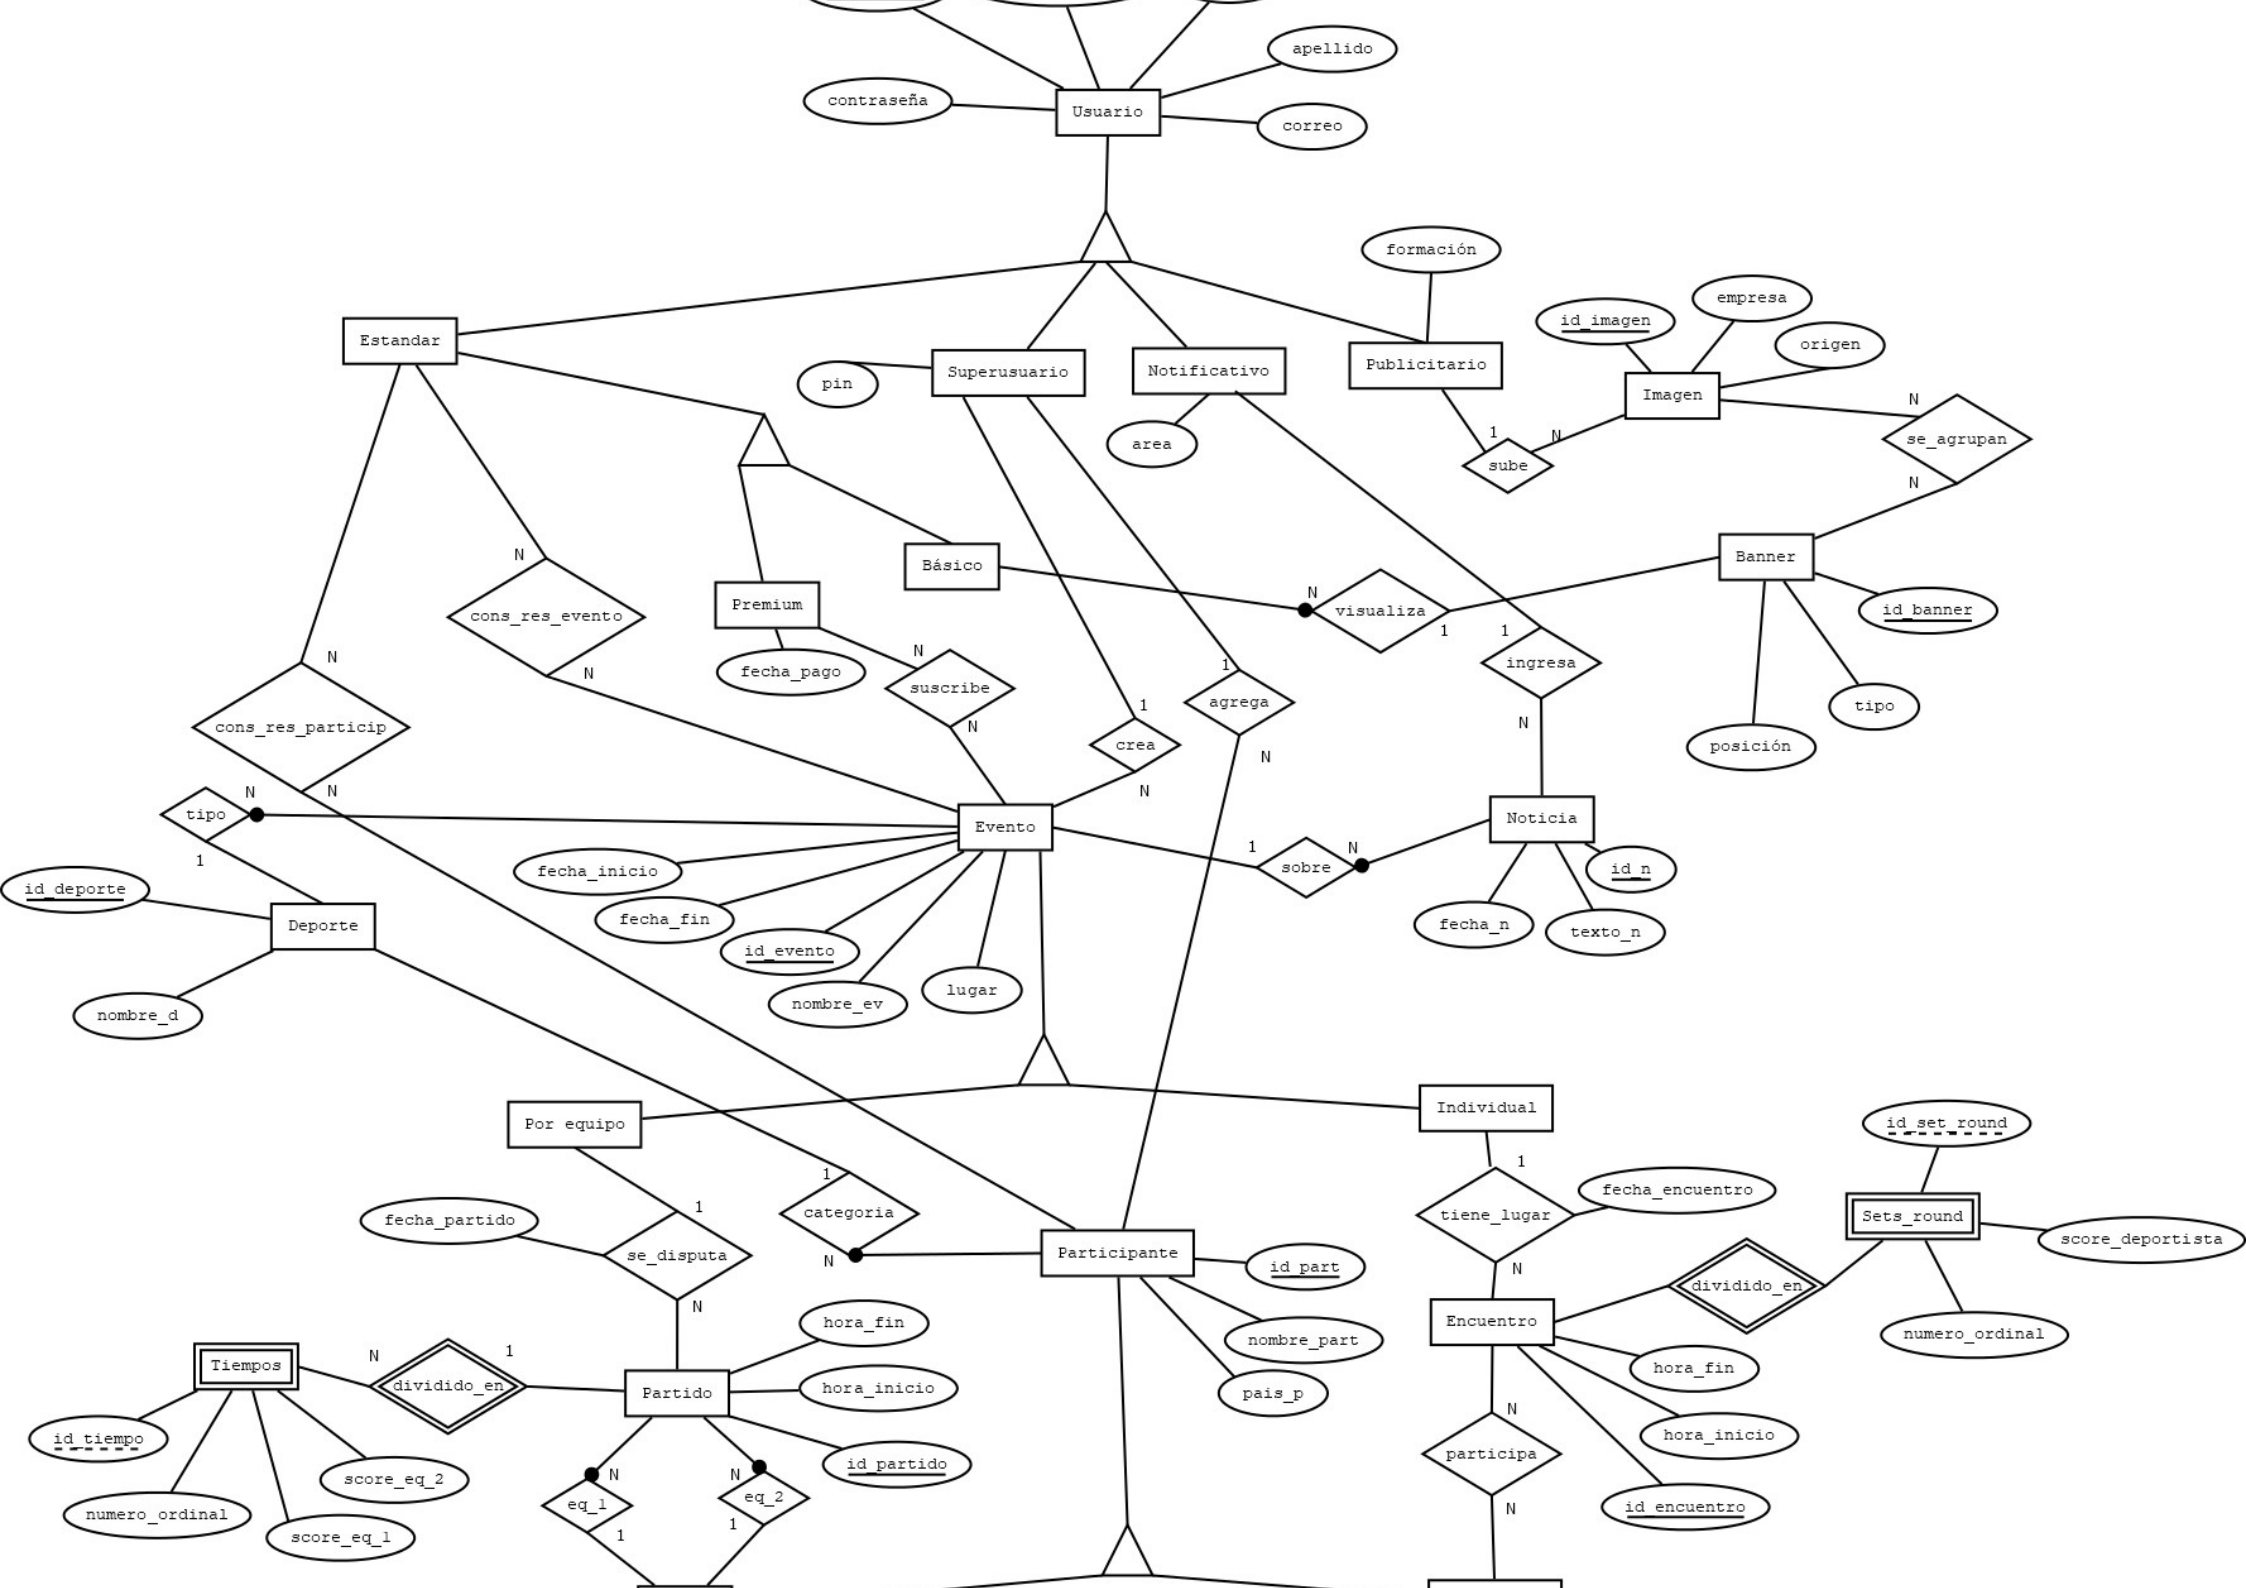 apellido
contraseña
Usuario
correo
formación
empresa
id_imagen
origen
Estandar
Publicitario
Superusuario
Notificativo
pin
Imagen
N
1
N
area
se_agrupan
sube
N
N
Básico
Banner
N
Premium
visualiza
id_banner
cons_res_evento
1
1
N
N
1
ingresa
N
fecha_pago
suscribe
agrega
1
tipo
N
N
cons_res_particip
crea
posición
N
N
N
N
tipo
Noticia
Evento
1
N
1
sobre
fecha_inicio
id_n
id_deporte
fecha_fin
Deporte
fecha_n
texto_n
id_evento
lugar
nombre_ev
nombre_d
Individual
Por equipo
id_set_round
1
1
fecha_encuentro
1
categoria
tiene_lugar
Sets_round
fecha_partido
score_deportista
se_disputa
Participante
N
id_part
N
dividido_en
N
hora_fin
Encuentro
numero_ordinal
nombre_part
1
N
Tiempos
hora_fin
dividido_en
hora_inicio
Partido
pais_p
N
id_tiempo
hora_inicio
participa
id_partido
N
N
score_eq_2
eq_2
eq_1
id_encuentro
N
numero_ordinal
1
1
score_eq_1